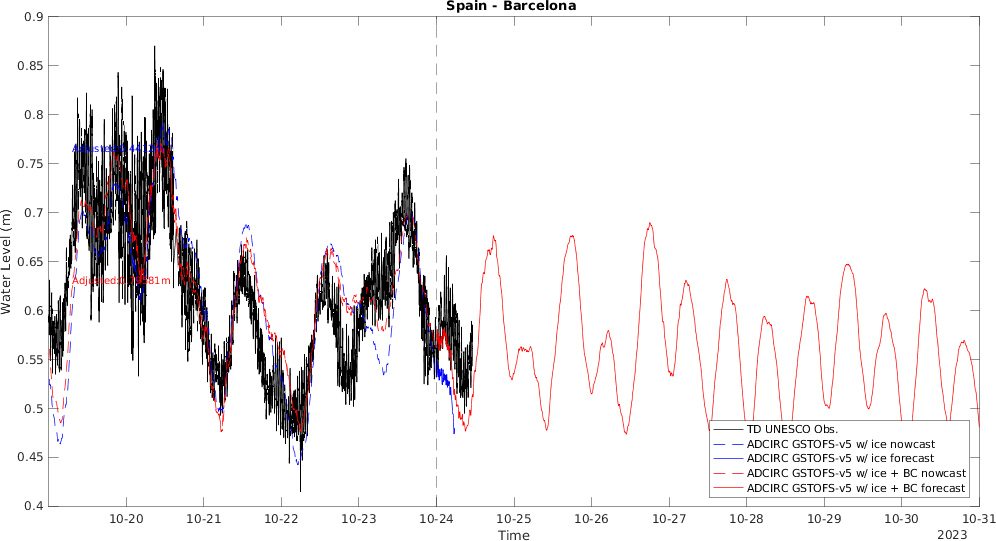 Spain - Barcelona
0.9
0.85
0.8
0.75
0.7
0.65
0.6
0.55
0.5
0.45
0.4
Water Level (m)
TD UNESCO Obs.
ADCIRC GSTOFS-v5 w/ ice nowcast
ADCIRC GSTOFS-v5 w/ ice forecast
ADCIRC GSTOFS-v5 w/ ice + BC nowcast
ADCIRC GSTOFS-v5 w/ ice + BC forecast
10-20 10-21 10-22 10-23 10-24 10-25 10-26 10-27 10-28 10-29 10-30 10-31
Time
2023